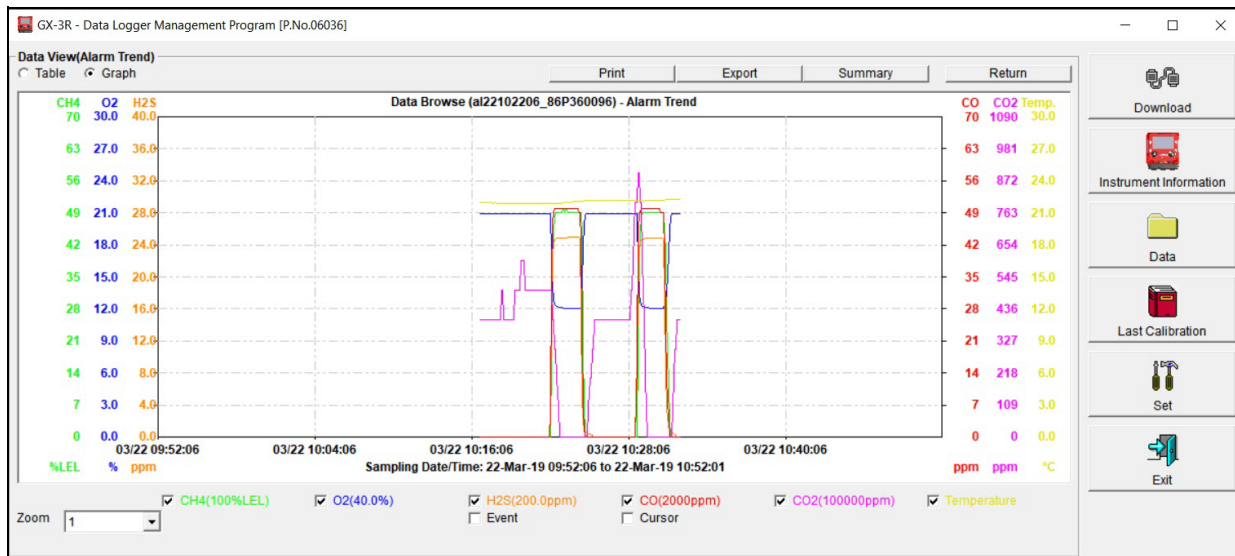 GX-3R - Data Logger Management Program [P.No.06036]
Data View(Alarm Trend)
Table Graph Print Export Summary Return
Data Browse (al22102206_86P360096) - Alarm Trend
CH4 O2 H2S CO CO2 Temp.
70 30.0 40.0 70 1090 30.0
63 27.0 36.0 63 981 27.0
56 24.0 32.0 56 872 24.0
49 21.0 28.0 49 763 21.0
42 18.0 24.0 42 654 18.0
35 15.0 20.0 35 545 15.0
28 12.0 16.0 28 436 12.0
21 9.0 12.0 21 327 9.0
14 6.0 8.0 14 218 6.0
7 3.0 4.0 7 109 3.0
0 0.0 0.0 0 0 0.0
03/22 09:52:06 03/22 10:04:06 03/22 10:16:06 03/22 10:28:06 03/22 10:40:06
%LEL % ppm Sampling Date/Time: 22-Mar-19 09:52:06 to 22-Mar-19 10:52:01 ppm ppm °C
CH4(100%LEL) O2(40.0%) H2S(200.0ppm) CO(2000ppm) CO2(100000ppm) Temperature
Zoom 1 Event Cursor
Download
Instrument Information
Data
Last Calibration
Set
Exit